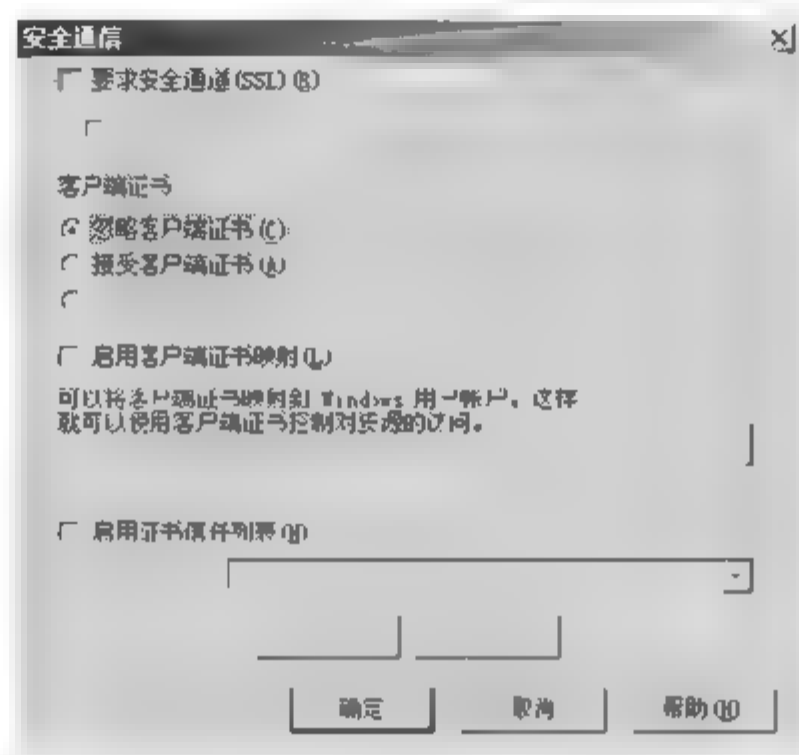 安全通信
要求安全通道(SSL)(R)
客户端证书
忽略客户端证书(C)
接受客户端证书(A)
启用客户端证书映射(L)
可以将客户端证书映射到 Windows 用户帐户。这样
就可以使用客户端证书控制对资源的访问。
启用证书信任列表(N)
确定
取消
帮助(H)